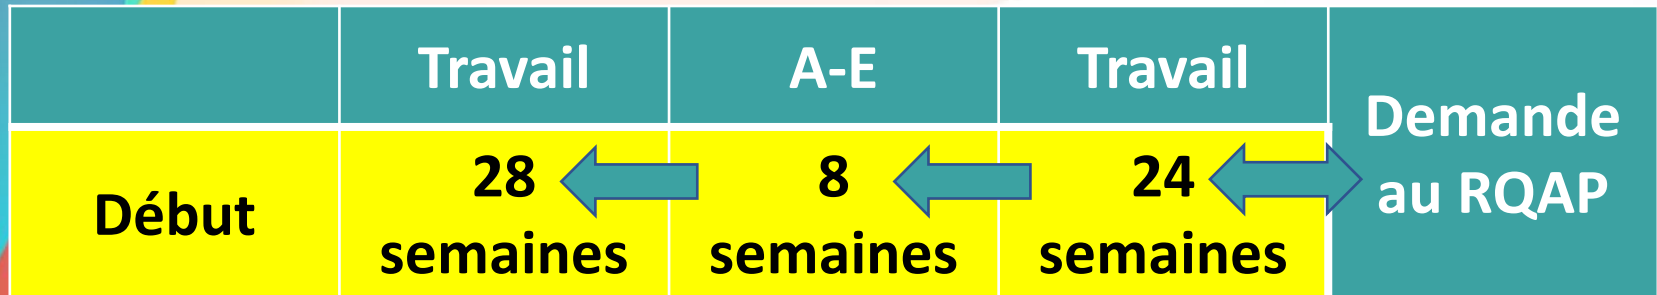 Travail
A-E
Travail
Demande
au RQAP
Début
28
semaines
8
semaines
24
semaines